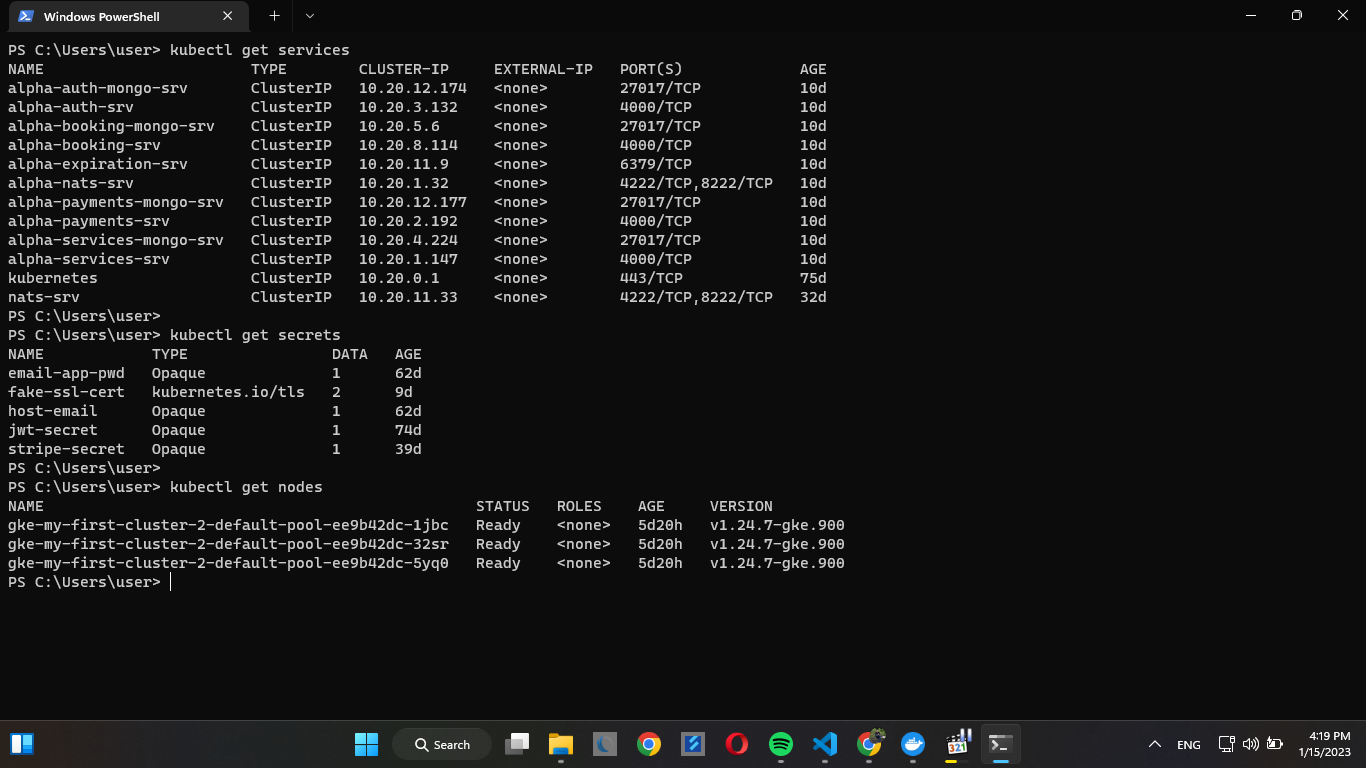 Windows PowerShell
PS C:\Users\user> kubectl get services
NAME                       TYPE        CLUSTER-IP     EXTERNAL-IP   PORT(S)             AGE
alpha-auth-mongo-srv       ClusterIP   10.20.12.174   <none>        27017/TCP           10d
alpha-auth-srv             ClusterIP   10.20.3.132    <none>        4000/TCP            10d
alpha-booking-mongo-srv    ClusterIP   10.20.5.6      <none>        27017/TCP           10d
alpha-booking-srv          ClusterIP   10.20.8.114    <none>        4000/TCP            10d
alpha-expiration-srv       ClusterIP   10.20.11.9     <none>        6379/TCP            10d
alpha-nats-srv             ClusterIP   10.20.1.32     <none>        4222/TCP,8222/TCP   10d
alpha-payments-mongo-srv   ClusterIP   10.20.12.177   <none>        27017/TCP           10d
alpha-payments-srv         ClusterIP   10.20.2.192    <none>        4000/TCP            10d
alpha-services-mongo-srv   ClusterIP   10.20.4.224    <none>        27017/TCP           10d
alpha-services-srv         ClusterIP   10.20.1.147    <none>        4000/TCP            10d
kubernetes                 ClusterIP   10.20.0.1      <none>        443/TCP             75d
nats-srv                   ClusterIP   10.20.11.33    <none>        4222/TCP,8222/TCP   32d
PS C:\Users\user>
PS C:\Users\user> kubectl get secrets
NAME            TYPE                DATA   AGE
email-app-pwd   Opaque              1      62d
fake-ssl-cert   kubernetes.io/tls   2      9d
host-email      Opaque              1      62d
jwt-secret      Opaque              1      74d
stripe-secret   Opaque              1      39d
PS C:\Users\user>
PS C:\Users\user> kubectl get nodes
NAME                                                STATUS   ROLES    AGE     VERSION
gke-my-first-cluster-2-default-pool-ee9b42dc-1jbc   Ready    <none>   5d20h   v1.24.7-gke.900
gke-my-first-cluster-2-default-pool-ee9b42dc-32sr   Ready    <none>   5d20h   v1.24.7-gke.900
gke-my-first-cluster-2-default-pool-ee9b42dc-5yq0   Ready    <none>   5d20h   v1.24.7-gke.900
PS C:\Users\user>
Search
321
ENG
4:19 PM
1/15/2023